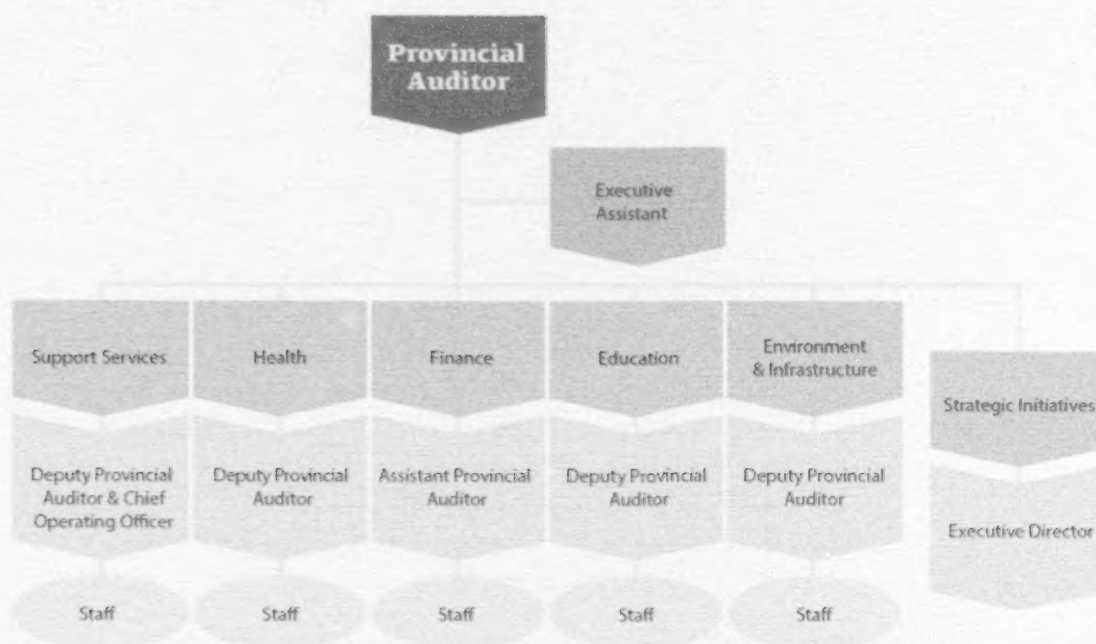 Provincial
Auditor
Executive
Assistant
Support Services
Health
Finance
Education
Environment
& Infrastructure
Strategic Initiatives
Deputy Provincial
Auditor & Chief
Operating Officer
Deputy Provincial
Auditor
Assistant Provincial
Auditor
Deputy Provincial
Auditor
Deputy Provincial
Auditor
Executive Director
Staff
Staff
Staff
Staff
Staff